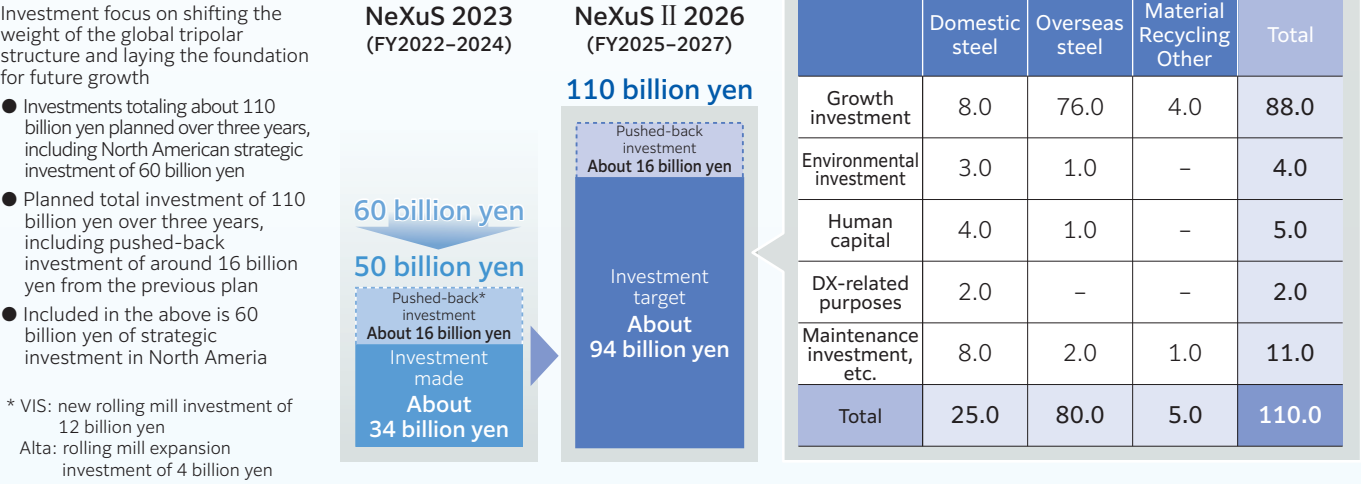 Investment focus on shifting the
weight of the global tripolar
structure and laying the foundation
for future growth
● Investments totaling about 110
billion yen planned over three years,
including North American strategic
investment of 60 billion yen
● Planned total investment of 110
billion yen over three years,
including pushed-back
investment of around 16 billion
yen from the previous plan
● Included in the above is 60
billion yen of strategic
investment in North Ameria
* VIS: new rolling mill investment of
12 billion yen
Alta: rolling mill expansion
investment of 4 billion yen
NeXuS 2023
(FY2022–2024)
60 billion yen
50 billion yen
Pushed-back*
investment
About 16 billion yen
Investment
made
About
34 billion yen
NeXuS II 2026
(FY2025–2027)
110 billion yen
Pushed-back
investment
About 16 billion yen
Investment
target
About
94 billion yen
Domestic
steel
Overseas
steel
Material
Recycling
Other
Total
Growth
investment
8.0 76.0 4.0 88.0
Environmental
investment
3.0 1.0 – 4.0
Human
capital
4.0 1.0 – 5.0
DX-related
purposes
2.0 – – 2.0
Maintenance
investment,
etc.
8.0 2.0 1.0 11.0
Total 25.0 80.0 5.0 110.0